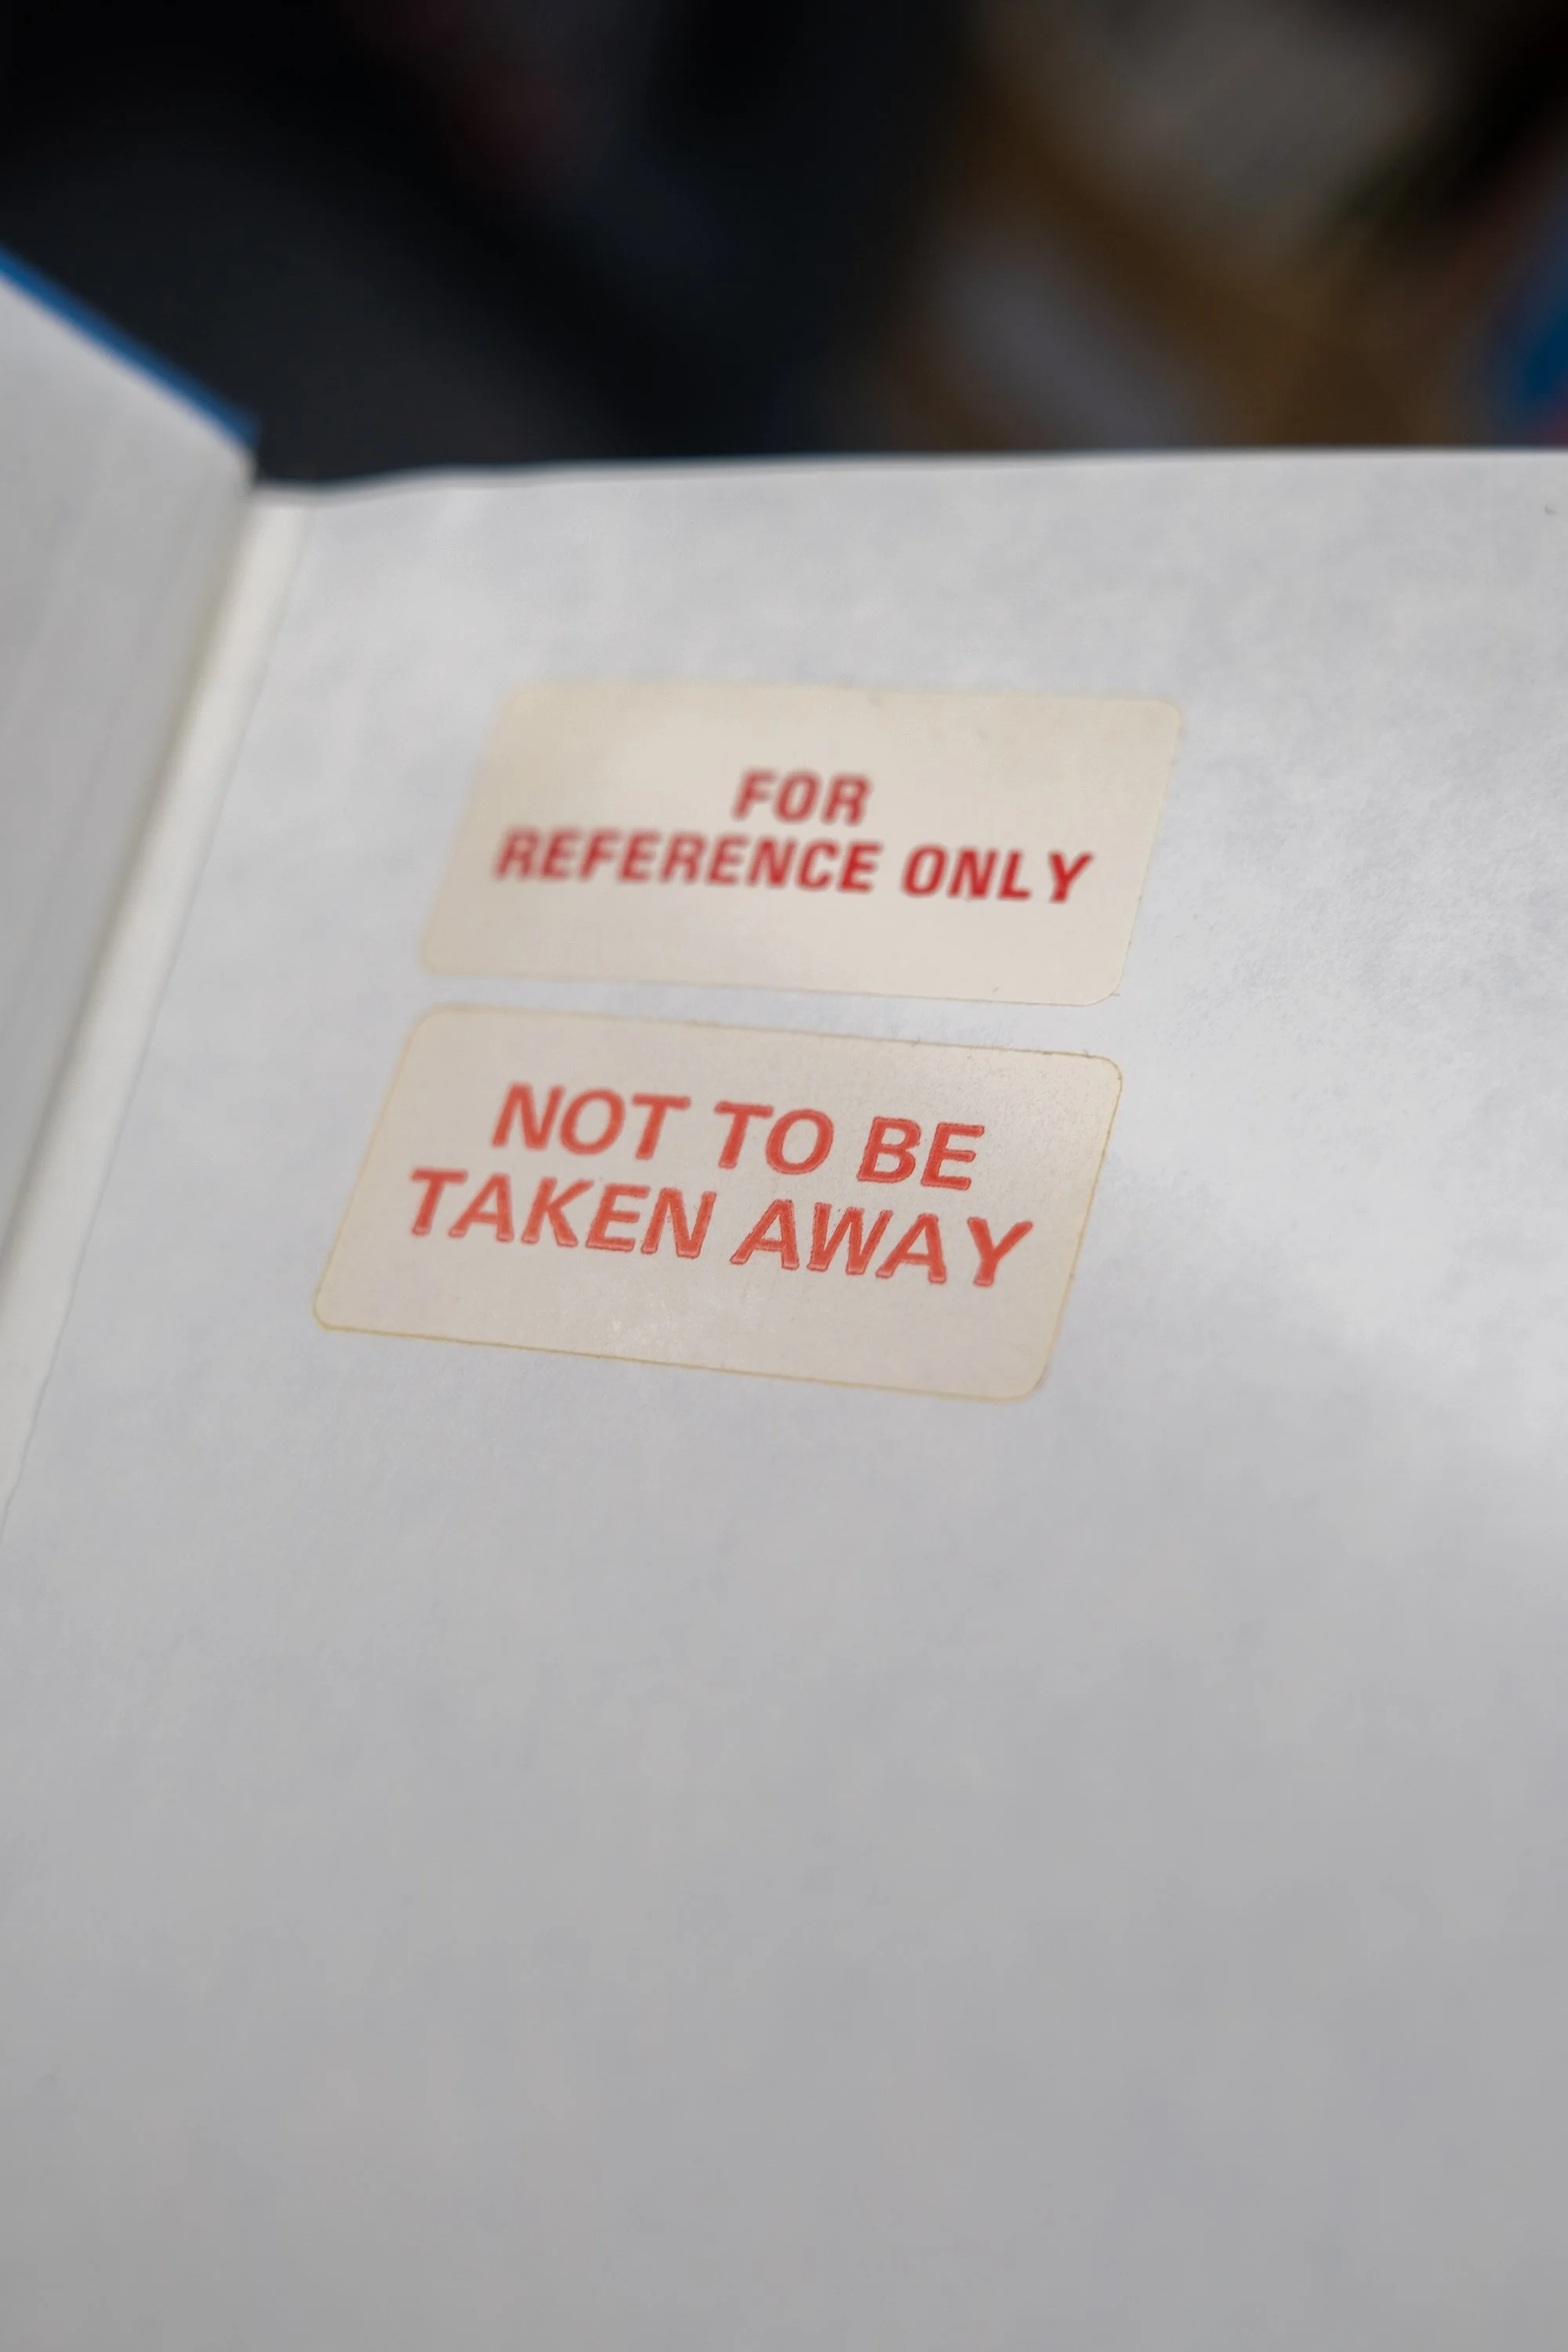 FOR
REFERENCE ONLY
NOT TO BE
TAKEN AWAY